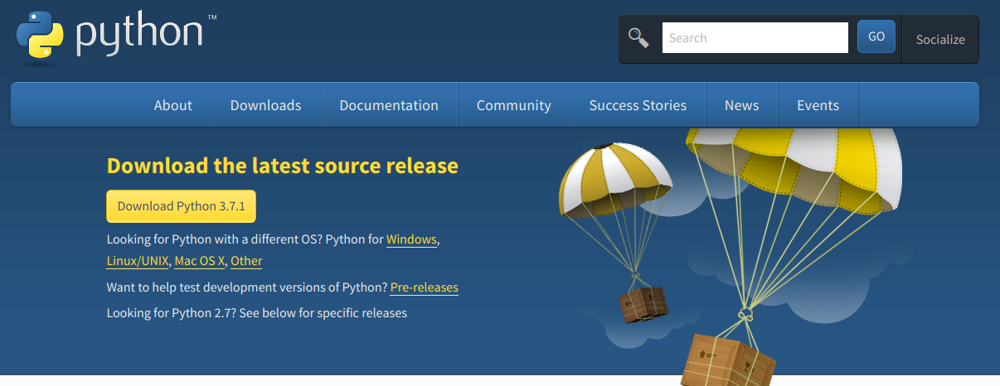 python™
Search
GO
Socialize
About
Downloads
Documentation
Community
Success Stories
News
Events
Download the latest source release
Download Python 3.7.1
Looking for Python with a different OS? Python for Windows,
Linux/UNIX, Mac OS X, Other
Want to help test development versions of Python? Pre-releases
Looking for Python 2.7? See below for specific releases